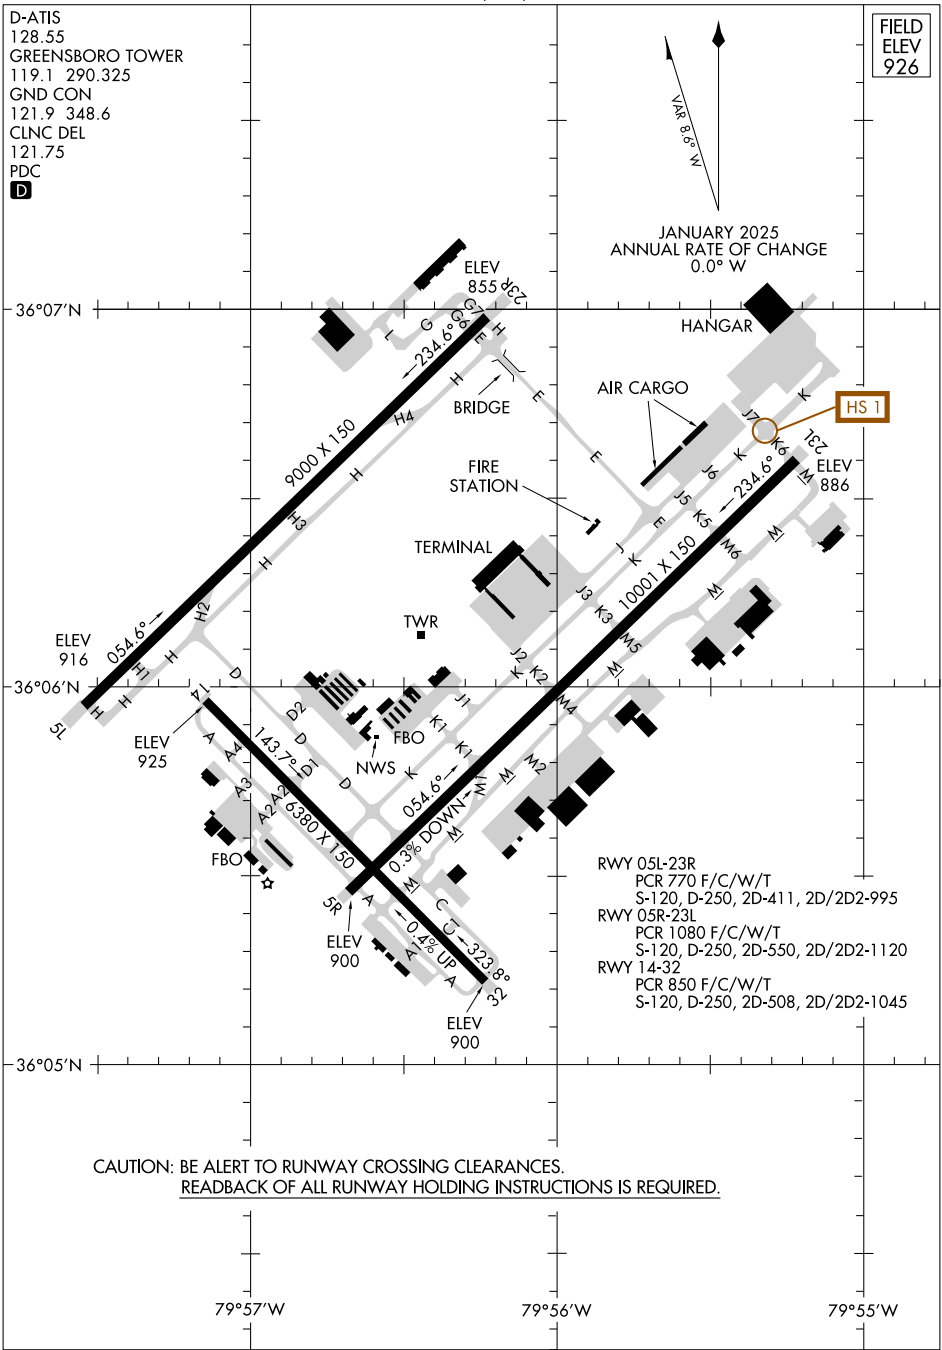 D-ATIS
128.55
GREENSBORO TOWER
119.1 290.325
GND CON
121.9 348.6
CLNC DEL
121.75
PDC
D
FIELD
ELEV
926
VAR 8.6° W
JANUARY 2025
ANNUAL RATE OF CHANGE
0.0° W
36°07'N
ELEV
855
23R
G7
G6
G
L
H
E
234.6°
HANGAR
BRIDGE
E
AIR CARGO
J7
K
HS 1
K6
23L
H
H4
9000 X 150
FIRE
STATION
E
J6
K
234.6°
ELEV
886
M
H
H3
J5
K5
E
M
M6
TERMINAL
J
K
10001 X 150
M
H
J3
K3
H2
TWR
M5
054.6°
ELEV
916
H1
H
H
H
5L
D
J2
K2
K
M
M4
36°06'N
14
J1
D2
K1
ELEV
925
A
A4
143.7°
D
D1
FBO
NWS
K1
D
K
A3
A2
A2
6380 X 150
054.6°
0.3% DOWN
M1
M
M2
M
FBO
5R
A
M
C
C1
ELEV
900
A1
0.4% UP
A
323.8°
32
ELEV
900
RWY 05L-23R
PCR 770 F/C/W/T
S-120, D-250, 2D-411, 2D/2D2-995
RWY 05R-23L
PCR 1080 F/C/W/T
S-120, D-250, 2D-550, 2D/2D2-1120
RWY 14-32
PCR 850 F/C/W/T
S-120, D-250, 2D-508, 2D/2D2-1045
36°05'N
CAUTION: BE ALERT TO RUNWAY CROSSING CLEARANCES.
READBACK OF ALL RUNWAY HOLDING INSTRUCTIONS IS REQUIRED.
79°57'W
79°56'W
79°55'W